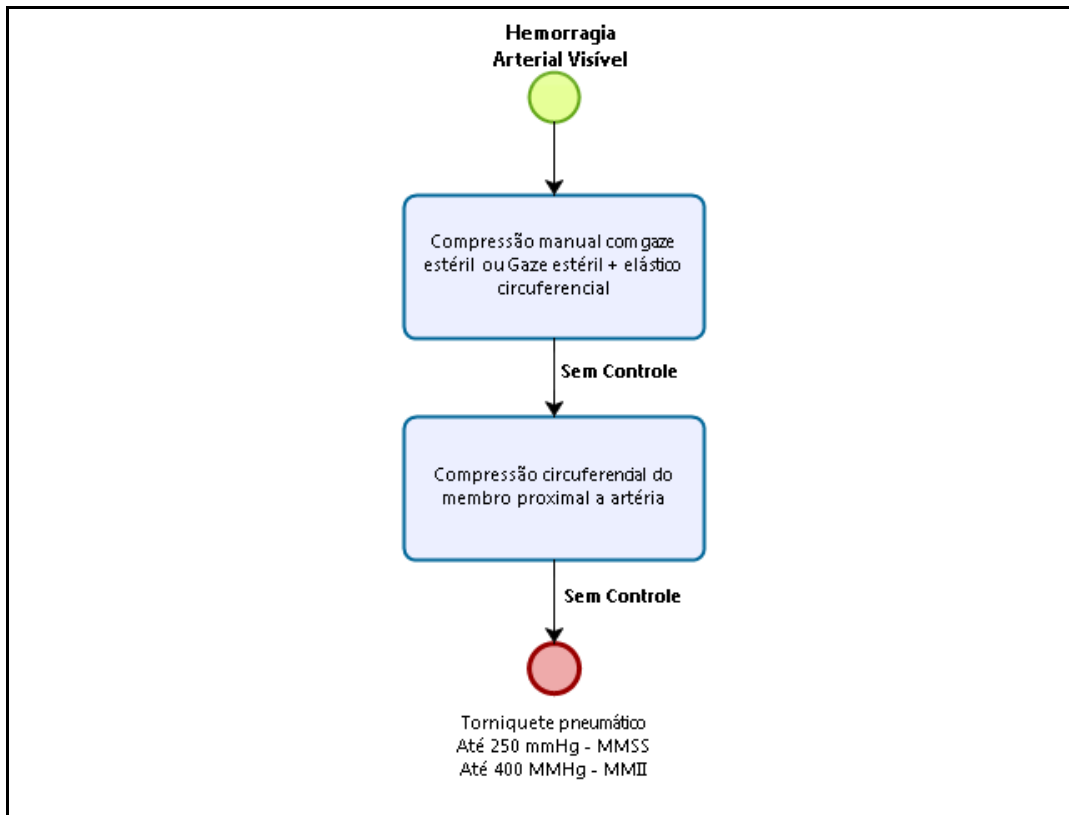 Hemorragia
Arterial Visível
Compressão manual com gaze
estéril ou Gaze estéril + elástico
circuferencial
Sem Controle
Compressão circuferencial do
membro proximal a artéria
Sem Controle
Torniquete pneumático
Até 250 mmHg - MMSS
Até 400 MMHg - MMII